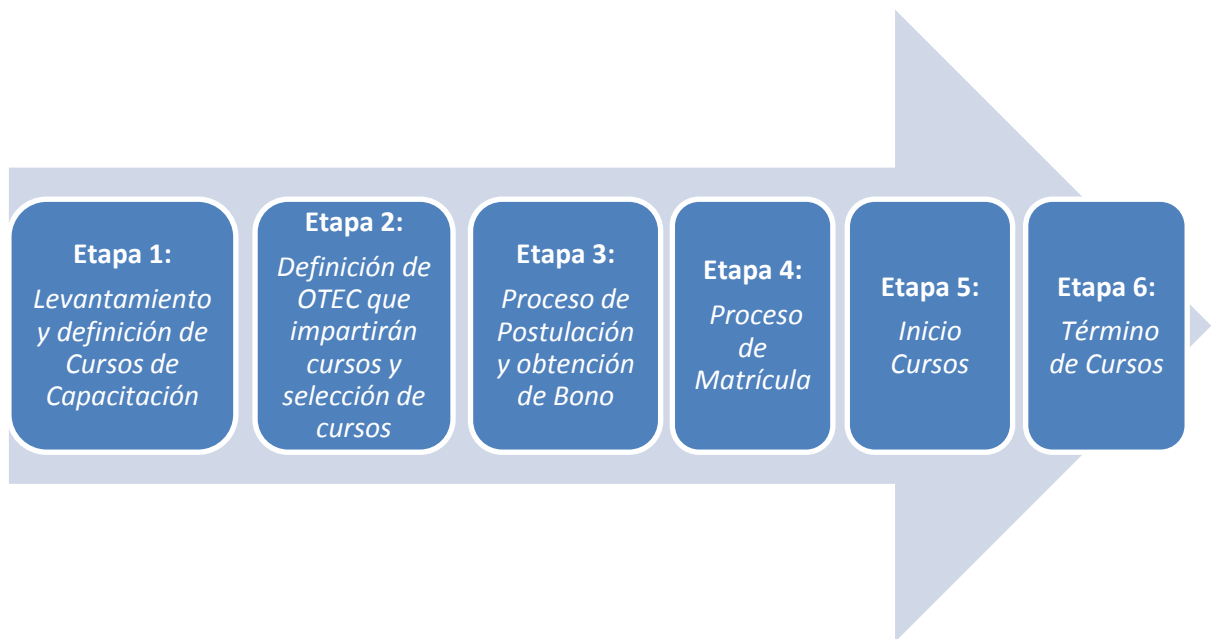 Etapa 1:
Levantamiento
y definición de
Cursos de
Capacitación
Etapa 2:
Definición de
OTEC que
impartirán
cursos y
selección de
cursos
Etapa 3:
Proceso de
Postulación
y obtención
de Bono
Etapa 4:
Proceso
de
Matrícula
Etapa 5:
Inicio
Cursos
Etapa 6:
Término
de Cursos